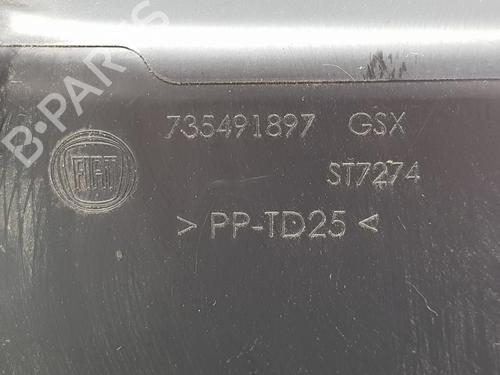 B-PARTS
735491897 GSX
ST7274
FIAT
> PP-TD25 <